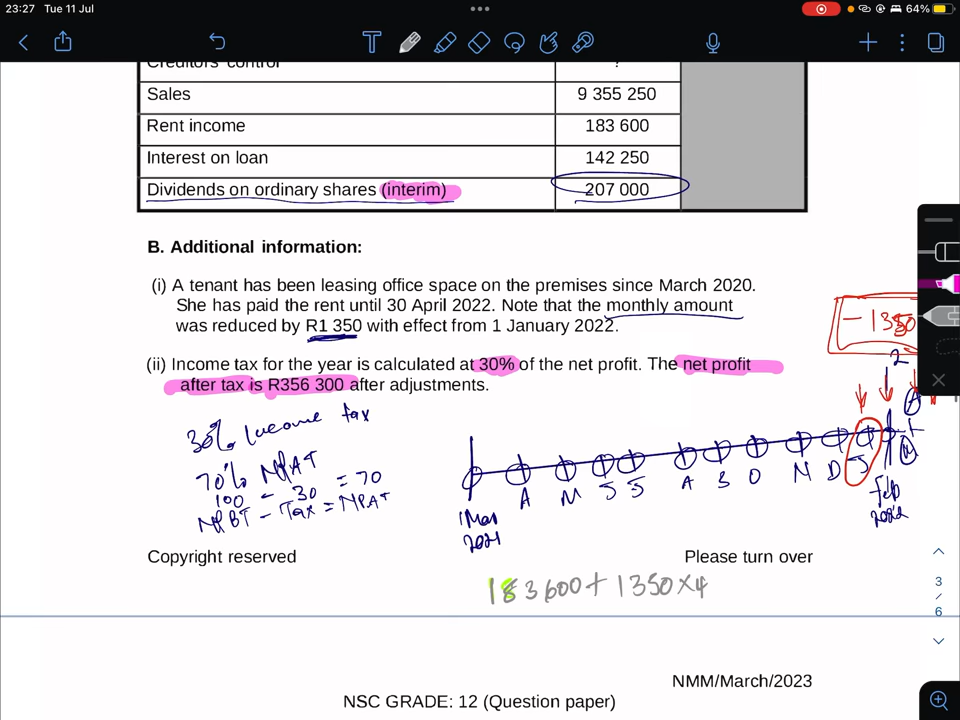 23:27 Tue 11 Jul
64%
Creditors' control ?
Sales 9 355 250
Rent income 183 600
Interest on loan 142 250
Dividends on ordinary shares (interim) 207 000
B. Additional information:
(i) A tenant has been leasing office space on the premises since March 2020.
She has paid the rent until 30 April 2022. Note that the monthly amount
was reduced by R1 350 with effect from 1 January 2022.
- 1350
2
(ii) Income tax for the year is calculated at 30% of the net profit. The net profit
after tax is R356 300 after adjustments.
30% Income tax
70% NPAT
100 - 30 = 70
NPBT - Tax = NPAT
A M J J A S O N D J
1 Mar
2021
Feb
2022
A
M
Copyright reserved Please turn over
183 600 + 1350 x 4
3
/
6
NMM/March/2023
NSC GRADE: 12 (Question paper)